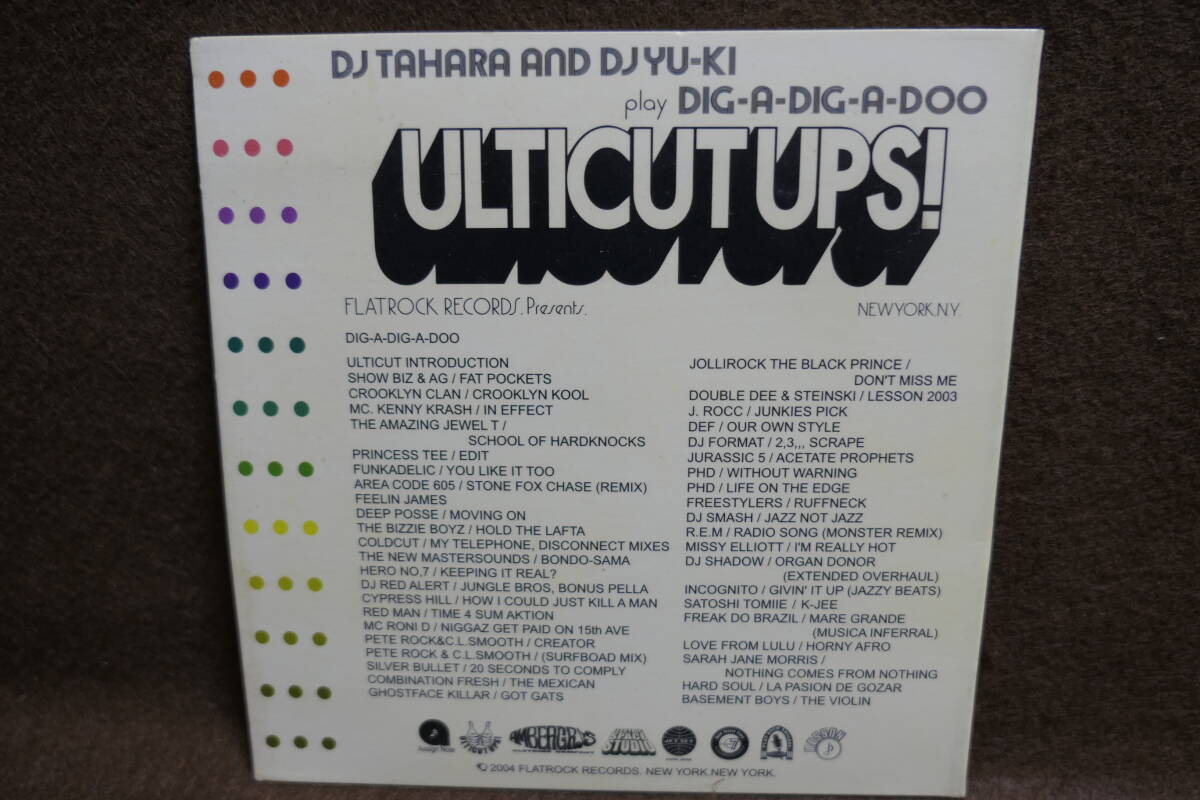 DJ TAHARA AND DJ YU-KI
play DIG-A-DIG-A-DOO
ULTICUTUPS!
FLATROCK RECORDS. Presents.
NEWYORK.N.Y.
DIG-A-DIG-A-DOO
ULTICUT INTRODUCTION
SHOW BIZ & AG / FAT POCKETS
CROOKLYN CLAN / CROOKLYN KOOL
MC. KENNY KRASH / IN EFFECT
THE AMAZING JEWEL T /
SCHOOL OF HARDKNOCKS
PRINCESS TEE / EDIT
FUNKADELIC / YOU LIKE IT TOO
AREA CODE 605 / STONE FOX CHASE (REMIX)
FEELIN JAMES
DEEP POSSE / MOVING ON
THE BIZZIE BOYZ / HOLD THE LAFTA
COLDCUT / MY TELEPHONE, DISCONNECT MIXES
THE NEW MASTERSOUNDS / BONDO-SAMA
HERO NO,7 / KEEPING IT REAL?
DJ RED ALERT / JUNGLE BROS, BONUS PELLA
CYPRESS HILL / HOW I COULD JUST KILL A MAN
RED MAN / TIME 4 SUM AKTION
MC RONI D / NIGGAZ GET PAID ON 15th AVE
PETE ROCK&C.L.SMOOTH / CREATOR
PETE ROCK & C.L.SMOOTH / (SURFBOAD MIX)
SILVER BULLET / 20 SECONDS TO COMPLY
COMBINATION FRESH / THE MEXICAN
GHOSTFACE KILLAR / GOT GATS
JOLLIROCK THE BLACK PRINCE /
DON'T MISS ME
DOUBLE DEE & STEINSKI / LESSON 2003
J. ROCC / JUNKIES PICK
DEF / OUR OWN STYLE
DJ FORMAT / 2,3,,, SCRAPE
JURASSIC 5 / ACETATE PROPHETS
PHD / WITHOUT WARNING
PHD / LIFE ON THE EDGE
FREESTYLERS / RUFFNECK
DJ SMASH / JAZZ NOT JAZZ
R.E.M / RADIO SONG (MONSTER REMIX)
MISSY ELLIOTT / I'M REALLY HOT
DJ SHADOW / ORGAN DONOR
(EXTENDED OVERHAUL)
INCOGNITO / GIVIN' IT UP (JAZZY BEATS)
SATOSHI TOMIIE / K-JEE
FREAK DO BRAZIL / MARE GRANDE
(MUSICA INFERRAL)
LOVE FROM LULU / HORNY AFRO
SARAH JANE MORRIS /
NOTHING COMES FROM NOTHING
HARD SOUL / LA PASION DE GOZAR
BASEMENT BOYS / THE VIOLIN
Assign Note
ULTICUTUPS
AMBERGRIS
STUDIO
© 2004 FLATROCK RECORDS. NEW YORK.NEW YORK.